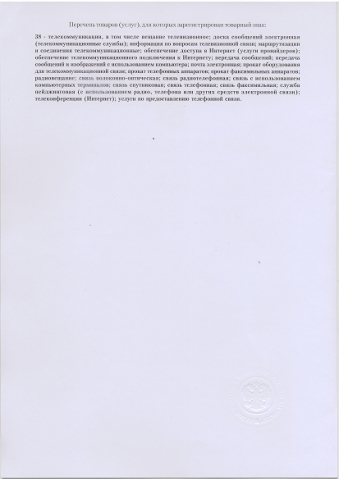 Перечень товаров (услуг), для которых зарегистрирован товарный знак:
38 - телекоммуникации, в том числе вещание телевизионное; доска сообщений электронная
(телекоммуникационные службы); информация по вопросам телевизионной связи; маршрутизация
и соединения телекоммуникационные; обеспечение доступа в Интернет (услуги провайдеров);
обеспечение телекоммуникационного подключения к Интернету; передача сообщений; передача
сообщений и изображений с использованием компьютера; почта электронная; прокат оборудования
для телекоммуникационной связи; прокат телефонных аппаратов; прокат факсимильных аппаратов;
радиовещание; связь волоконно-оптическая; связь радиотелефонная; связь с использованием
компьютерных терминалов; связь спутниковая; связь телефонная; связь факсимильная; служба
пейджинговая (с использованием радио, телефона или других средств электронной связи);
телеконференции (Интернет); услуги по предоставлению телефонной связи.